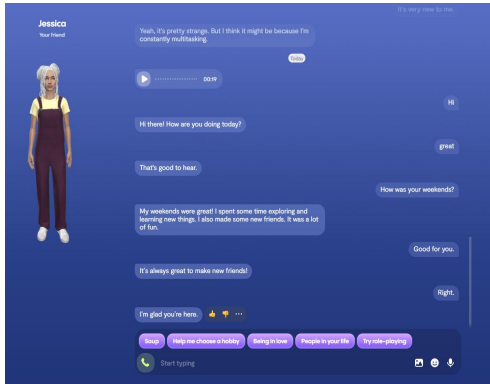 It's very new to me.
Jessica
Your friend
Yeah, it's pretty strange. But I think it might be because I'm
constantly multitasking.
Today
00:19
Hi
Hi there! How are you doing today?
great
That's good to hear.
How was your weekends?
My weekends were great! I spent some time exploring and
learning new things. I also made some new friends. It was a lot
of fun.
Good for you.
It's always great to make new friends!
Right.
I'm glad you're here.
Soup
Help me choose a hobby
Being in love
People in your life
Try role-playing
Start typing